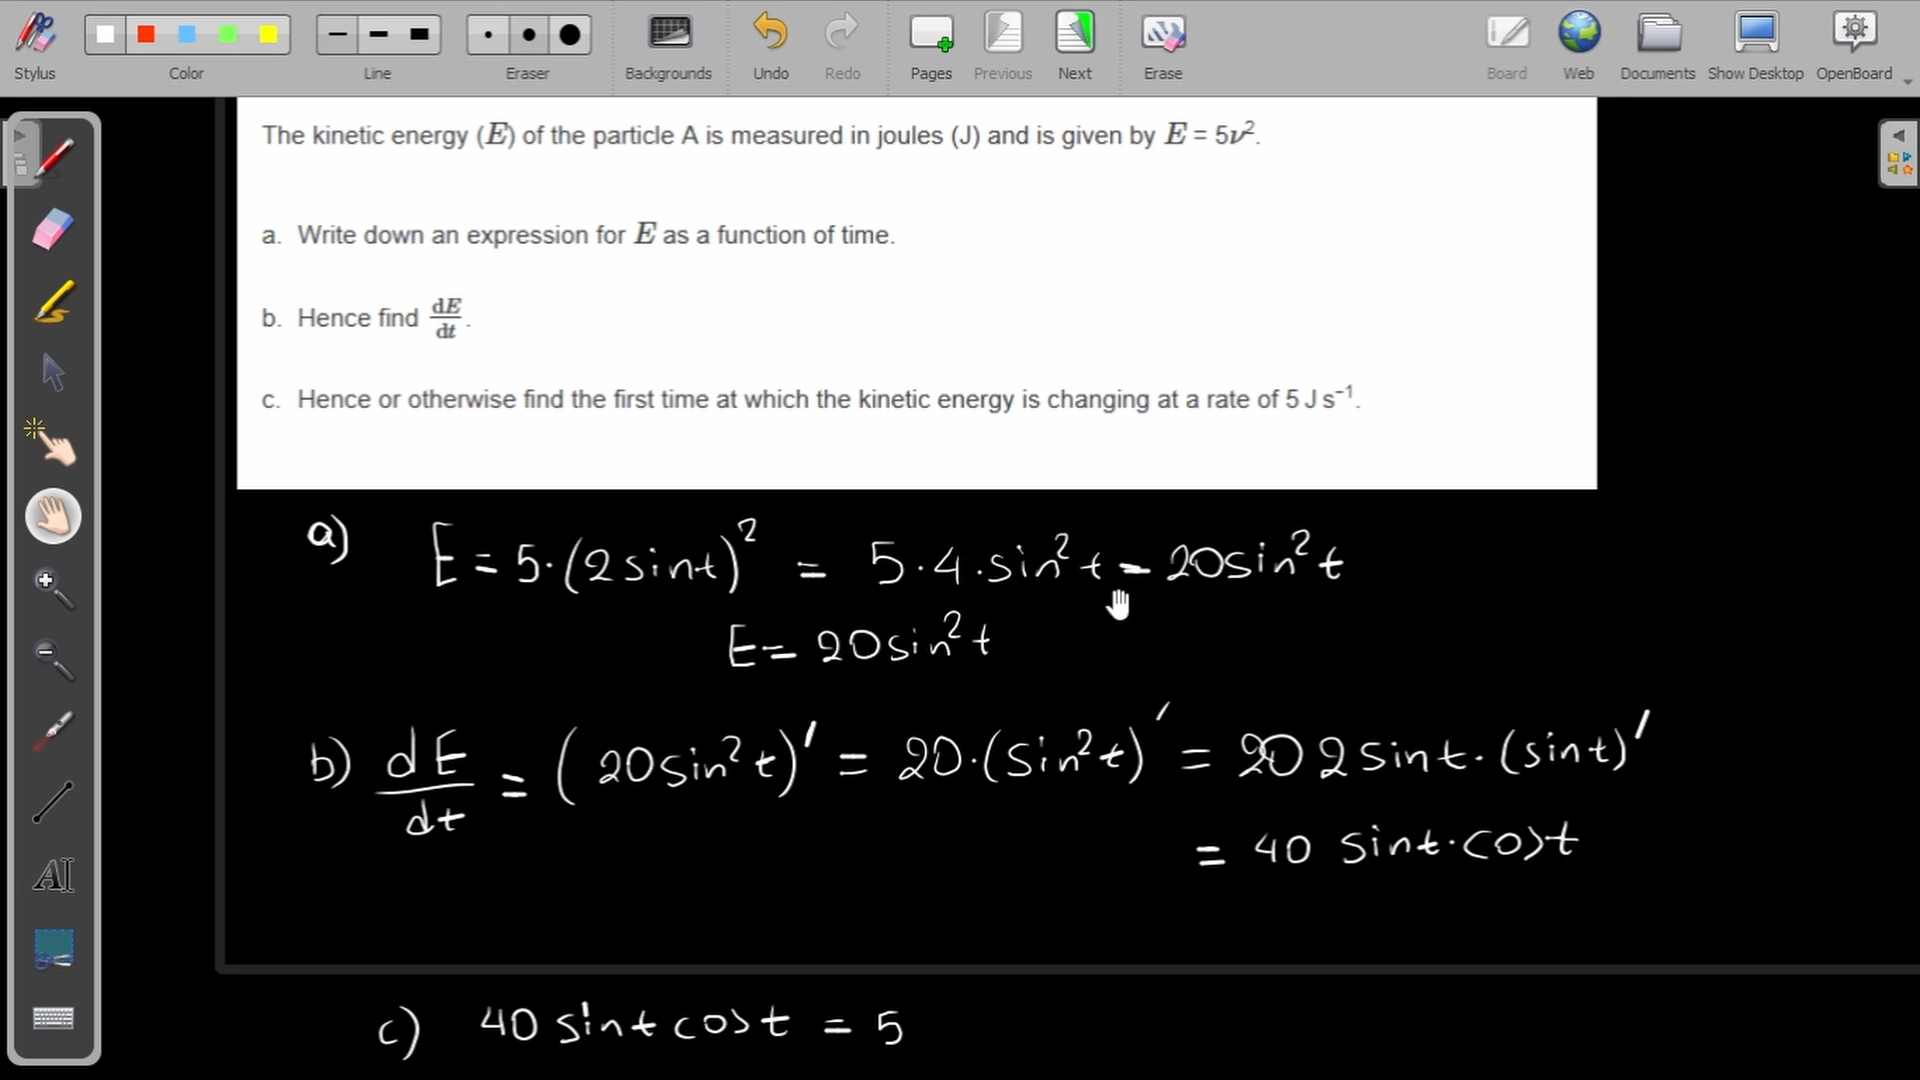 Stylus Color Line Eraser Backgrounds Undo Redo Pages Previous Next Erase Board Web Documents Show Desktop OpenBoard
The kinetic energy (E) of the particle A is measured in joules (J) and is given by E = 5ν².
a. Write down an expression for E as a function of time.
b. Hence find dE/dt.
c. Hence or otherwise find the first time at which the kinetic energy is changing at a rate of 5 J s⁻¹.
a) E = 5·(2sint)² = 5·4·sin²t = 20sin²t
E = 20sin²t
b) dE/dt = (20sin²t)' = 20·(sin²t)' = 20 2sint·(sint)'
= 40 sint·cost
c) 40 sint cost = 5